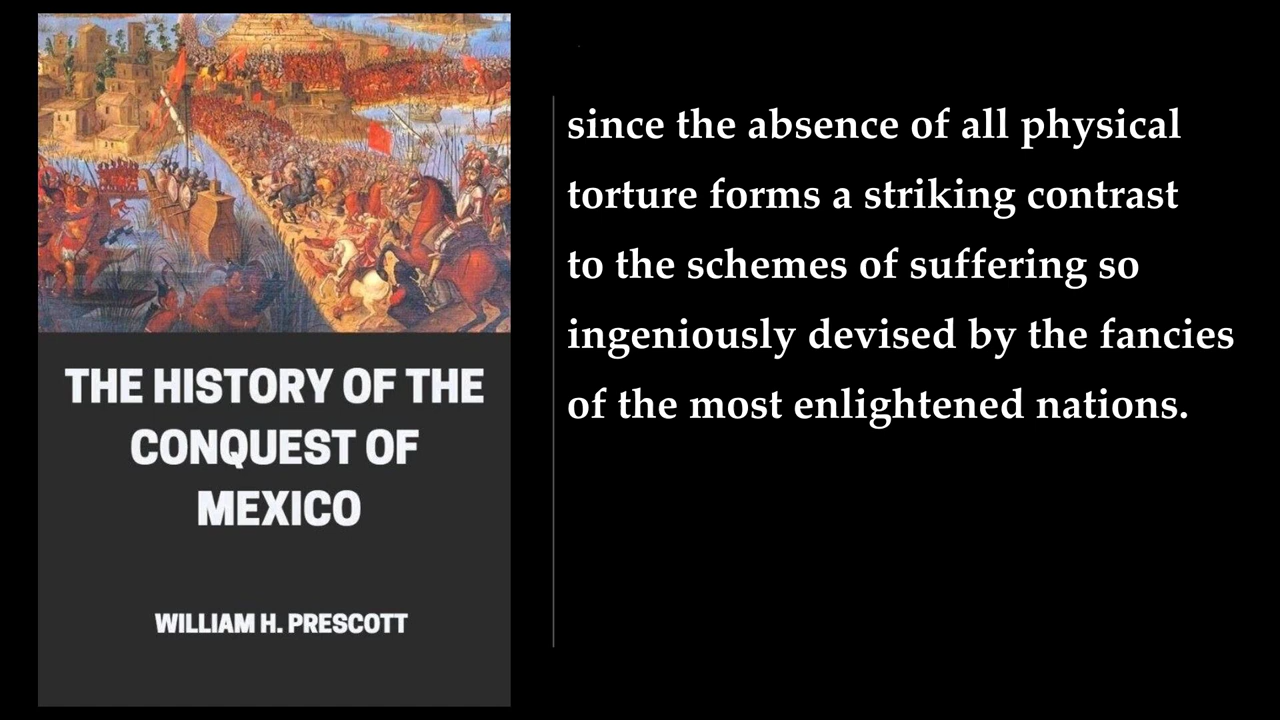 THE HISTORY OF THE
CONQUEST OF
MEXICO
WILLIAM H. PRESCOTT
since the absence of all physical
torture forms a striking contrast
to the schemes of suffering so
ingeniously devised by the fancies
of the most enlightened nations.